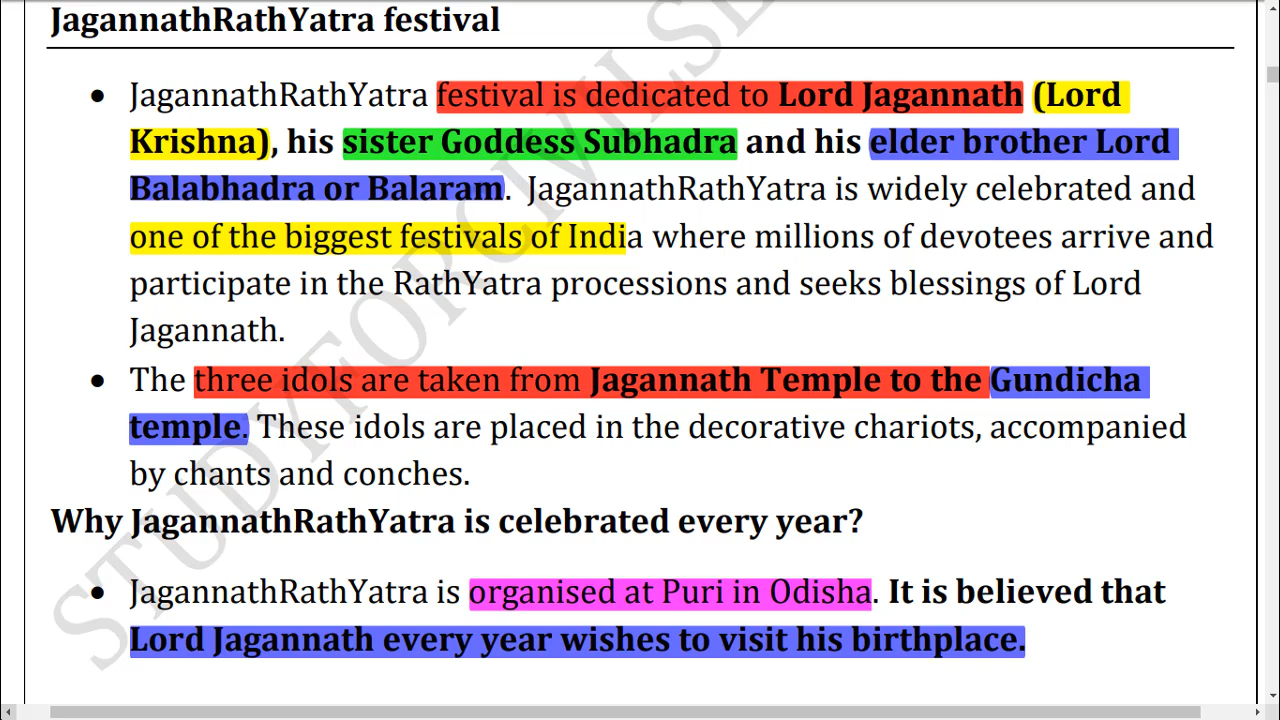 JagannathRathYatra festival
• JagannathRathYatra festival is dedicated to Lord Jagannath (Lord
Krishna), his sister Goddess Subhadra and his elder brother Lord
Balabhadra or Balaram. JagannathRathYatra is widely celebrated and
one of the biggest festivals of India where millions of devotees arrive and
participate in the RathYatra processions and seeks blessings of Lord
Jagannath.
• The three idols are taken from Jagannath Temple to the Gundicha
temple. These idols are placed in the decorative chariots, accompanied
by chants and conches.
Why JagannathRathYatra is celebrated every year?
• JagannathRathYatra is organised at Puri in Odisha. It is believed that
Lord Jagannath every year wishes to visit his birthplace.
STUDYFORCIVILSE